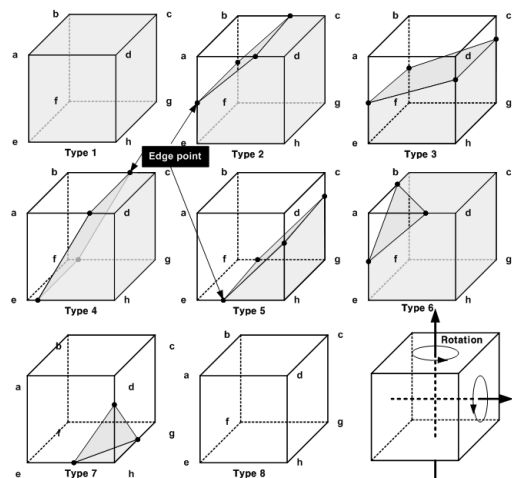 b c b c b c
a d a d a d
f g f g f g
e h e h e h
Type 1 Type 2 Type 3
Edge point
b c b c b c
a d a d a d
f g f g f g
e h e h e h
Type 4 Type 5 Type 6
b c b c
Rotation
a d a d
f g f g
e h e h
Type 7 Type 8